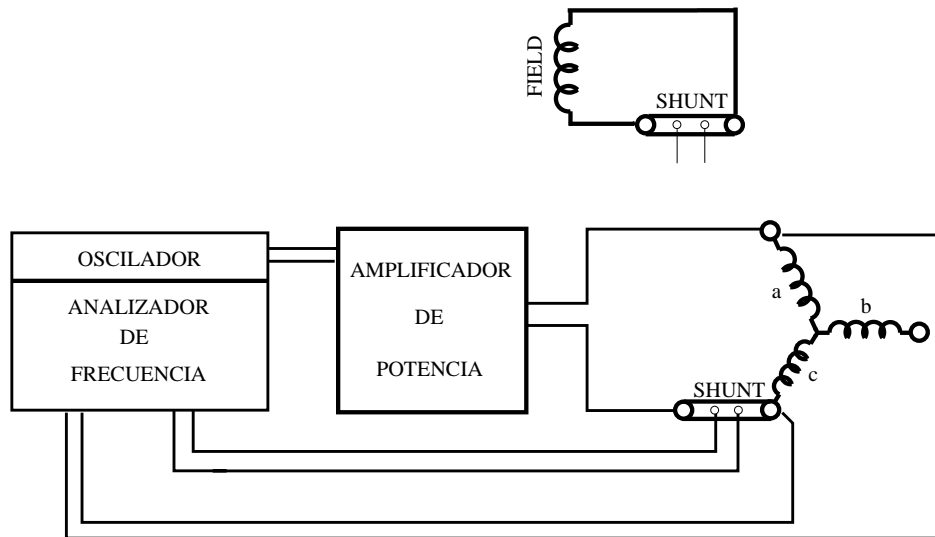 FIELD
SHUNT
OSCILADOR
ANALIZADOR
DE
FRECUENCIA
AMPLIFICADOR
DE
POTENCIA
a
b
c
SHUNT